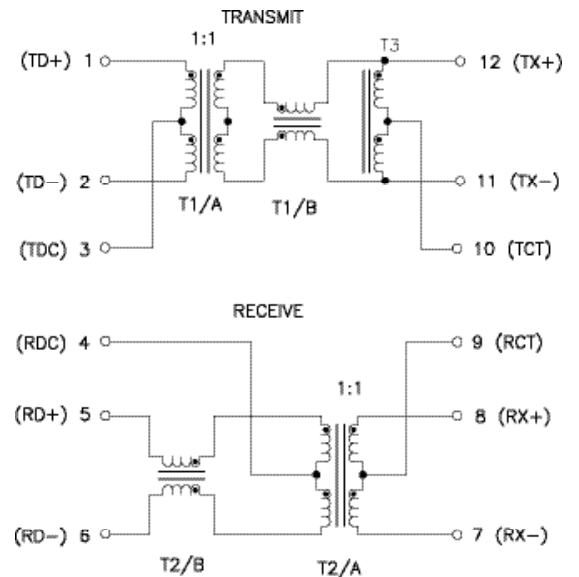 TRANSMIT
1:1
T3
(TD+) 1
12 (TX+)
(TD-) 2
11 (TX-)
T1/A
T1/B
(TDC) 3
10 (TCT)
RECEIVE
(RDC) 4
9 (RCT)
1:1
(RD+) 5
8 (RX+)
(RD-) 6
7 (RX-)
T2/B
T2/A